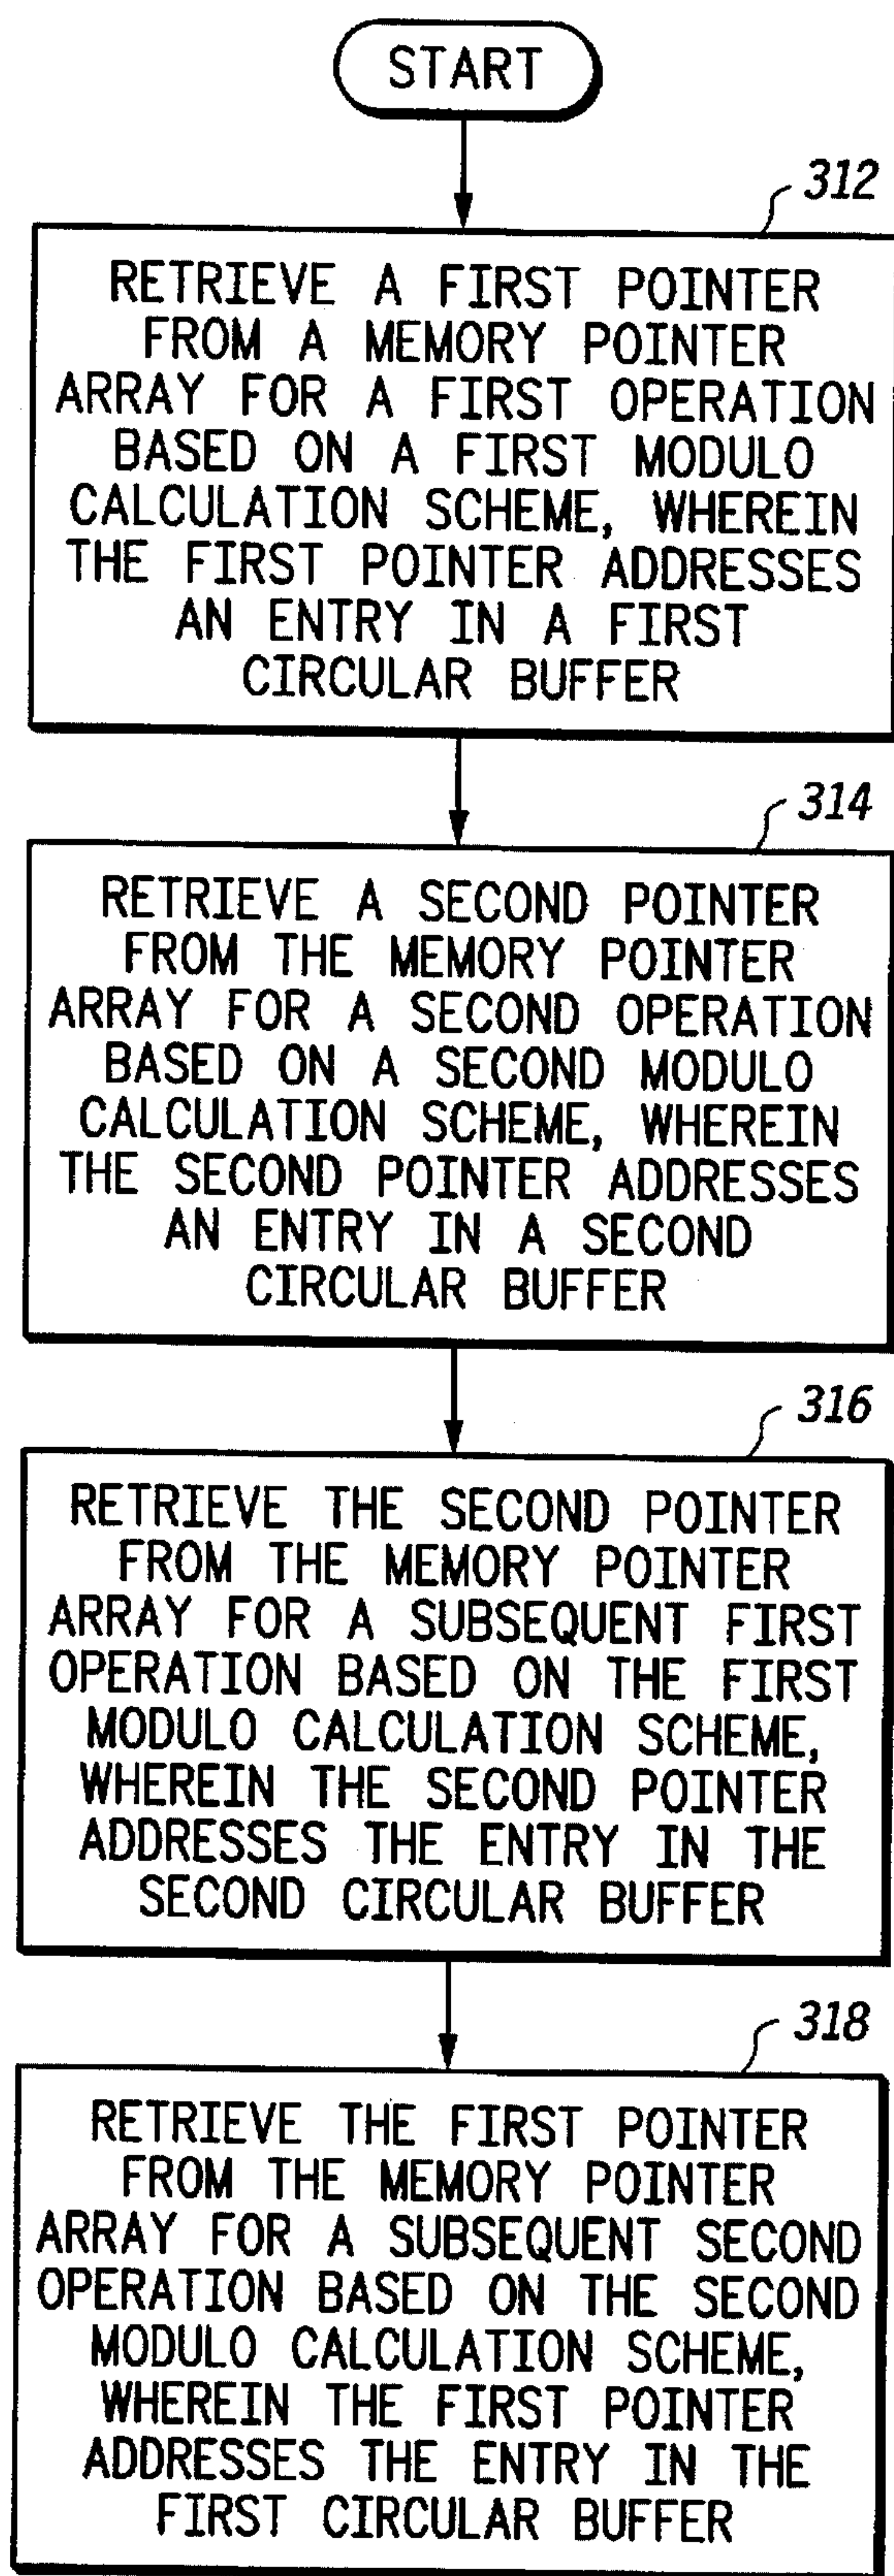 START
312
RETRIEVE A FIRST POINTER
FROM A MEMORY POINTER
ARRAY FOR A FIRST OPERATION
BASED ON A FIRST MODULO
CALCULATION SCHEME, WHEREIN
THE FIRST POINTER ADDRESSES
AN ENTRY IN A FIRST
CIRCULAR BUFFER
314
RETRIEVE A SECOND POINTER
FROM THE MEMORY POINTER
ARRAY FOR A SECOND OPERATION
BASED ON A SECOND MODULO
CALCULATION SCHEME, WHEREIN
THE SECOND POINTER ADDRESSES
AN ENTRY IN A SECOND
CIRCULAR BUFFER
316
RETRIEVE THE SECOND POINTER
FROM THE MEMORY POINTER
ARRAY FOR A SUBSEQUENT FIRST
OPERATION BASED ON THE FIRST
MODULO CALCULATION SCHEME,
WHEREIN THE SECOND POINTER
ADDRESSES THE ENTRY IN THE
SECOND CIRCULAR BUFFER
318
RETRIEVE THE FIRST POINTER
FROM THE MEMORY POINTER
ARRAY FOR A SUBSEQUENT SECOND
OPERATION BASED ON THE SECOND
MODULO CALCULATION SCHEME,
WHEREIN THE FIRST POINTER
ADDRESSES THE ENTRY IN THE
FIRST CIRCULAR BUFFER